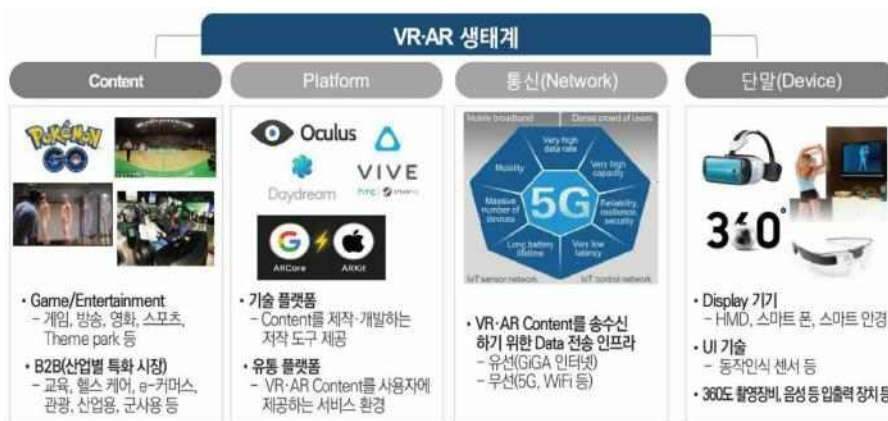 VR·AR 생태계
Content
Platform
통신(Network)
단말(Device)
POKÉMON
GO
Oculus
VIVE
Daydream
htc
ARCore
ARKit
Mobile broadband
Dense crowd of users
Very high
data rate
Mobility
Very high
capacity
Massive
number of
devices
5G
Reliability,
resilience,
security
Long battery
lifetime
Very low
latency
IoT sensor network
IoT control network
360°
· Game/Entertainment
– 게임, 방송, 영화, 스포츠,
Theme park 등
· B2B(산업별 특화 시장)
– 교육, 헬스 케어, e-커머스,
관광, 산업용, 군사용 등
· 기술 플랫폼
– Content를 제작·개발하는
저작 도구 제공
· 유통 플랫폼
– VR·AR Content를 사용자에
제공하는 서비스 환경
· VR·AR Content를 송수신
하기 위한 Data 전송 인프라
– 유선(GiGA 인터넷)
– 무선(5G, WiFi 등)
· Display 기기
– HMD, 스마트 폰, 스마트 안경
· UI 기술
– 동작인식 센서 등
· 360도 촬영장비, 음성 등 입출력 장치 등